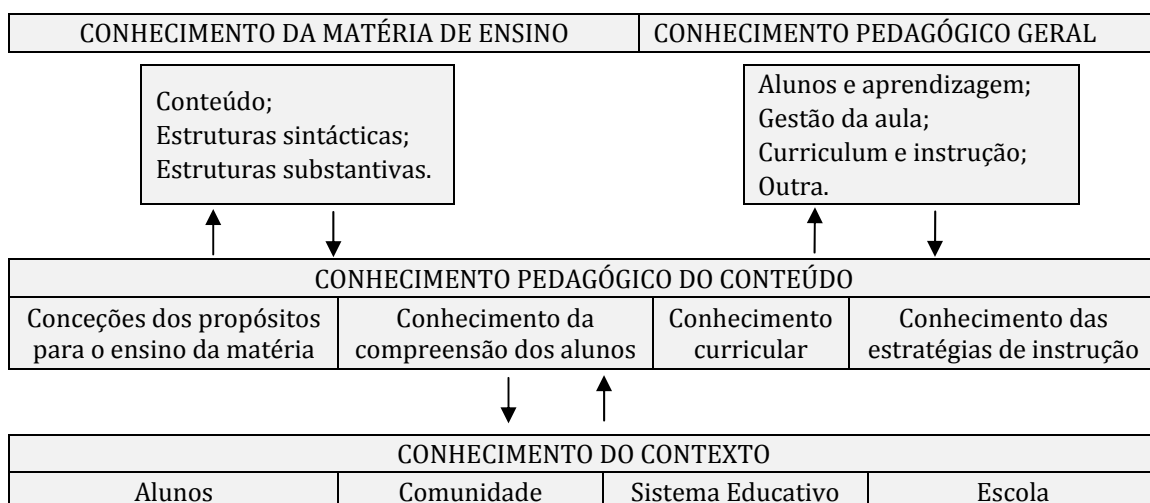 CONHECIMENTO DA MATÉRIA DE ENSINO
CONHECIMENTO PEDAGÓGICO GERAL
Conteúdo;
Estruturas sintácticas;
Estruturas substantivas.
Alunos e aprendizagem;
Gestão da aula;
Curriculum e instrução;
Outra.
CONHECIMENTO PEDAGÓGICO DO CONTEÚDO
Conceções dos propósitos
para o ensino da matéria
Conhecimento da
compreensão dos alunos
Conhecimento
curricular
Conhecimento das
estratégias de instrução
CONHECIMENTO DO CONTEXTO
Alunos
Comunidade
Sistema Educativo
Escola